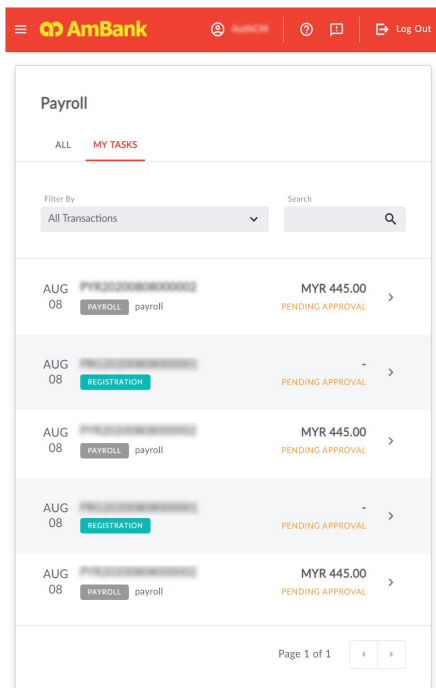 AmBank
Log Out
Payroll
ALL MY TASKS
Filter By Search
All Transactions
AUG 08 MYR 445.00
PAYROLL payroll PENDING APPROVAL
AUG 08 -
REGISTRATION PENDING APPROVAL
AUG 08 MYR 445.00
PAYROLL payroll PENDING APPROVAL
AUG 08 -
REGISTRATION PENDING APPROVAL
AUG 08 MYR 445.00
PAYROLL payroll PENDING APPROVAL
Page 1 of 1